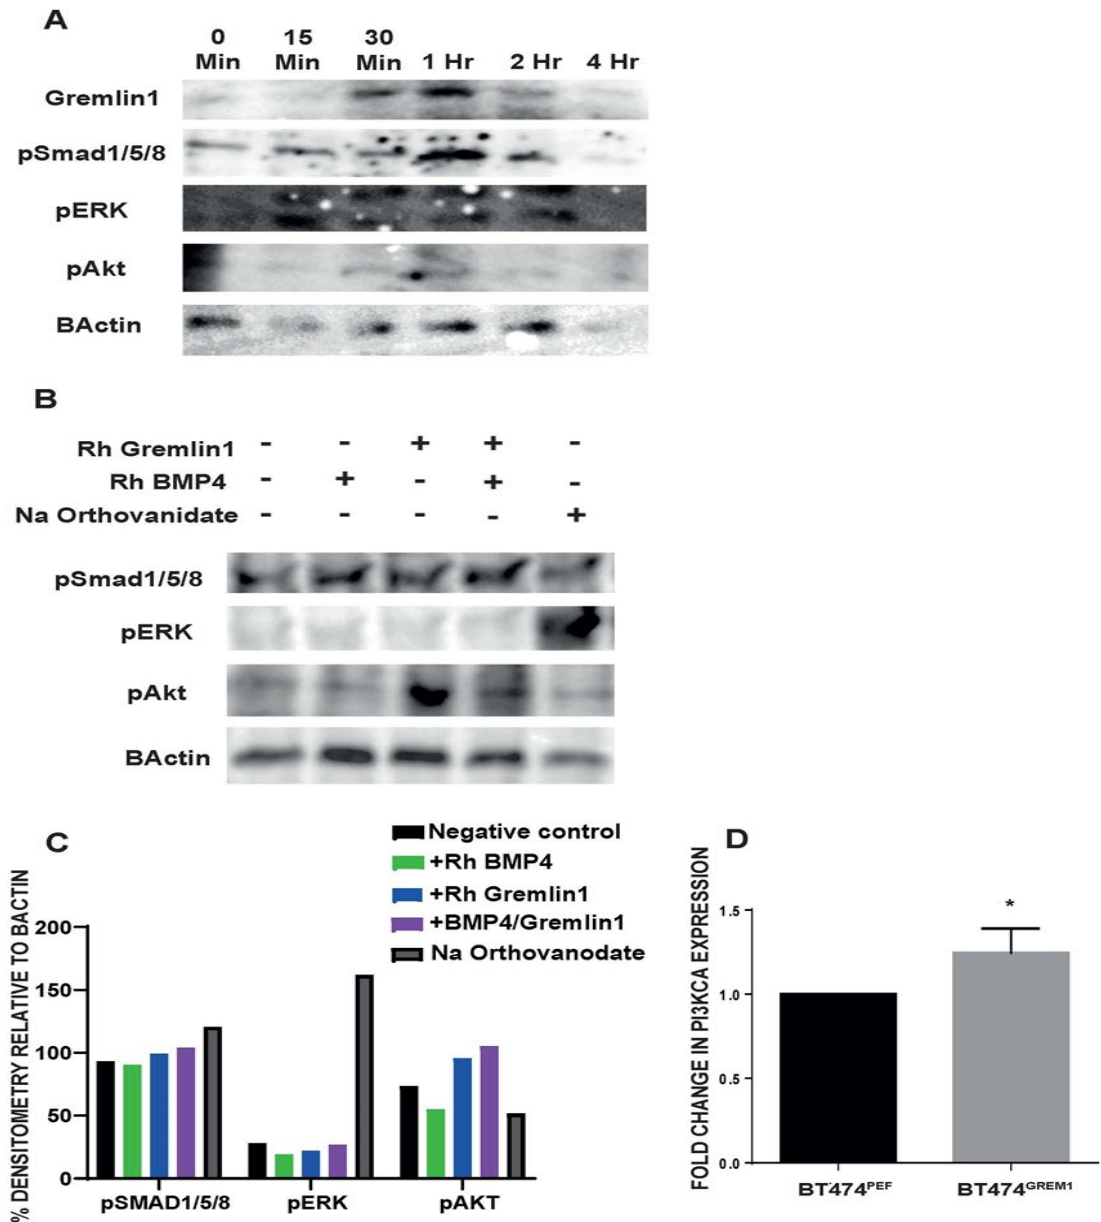 A
0 15 30
Min Min Min 1 Hr 2 Hr 4 Hr
Gremlin1
pSmad1/5/8
pERK
pAkt
BActin
B
Rh Gremlin1 - - + + -
Rh BMP4 - + - + -
Na Orthovanidate - - - - +
pSmad1/5/8
pERK
pAkt
BActin
C
Negative control
+Rh BMP4
+Rh Gremlin1
+BMP4/Gremlin1
Na Orthovanodate
% DENSITOMETRY RELATIVE TO BACTIN
200
150
100
50
0
pSMAD1/5/8 pERK pAKT
D
FOLD CHANGE IN PI3KCA EXPRESSION
1.5
1.0
0.5
0.0
*
BT474PEF BT474GREM1